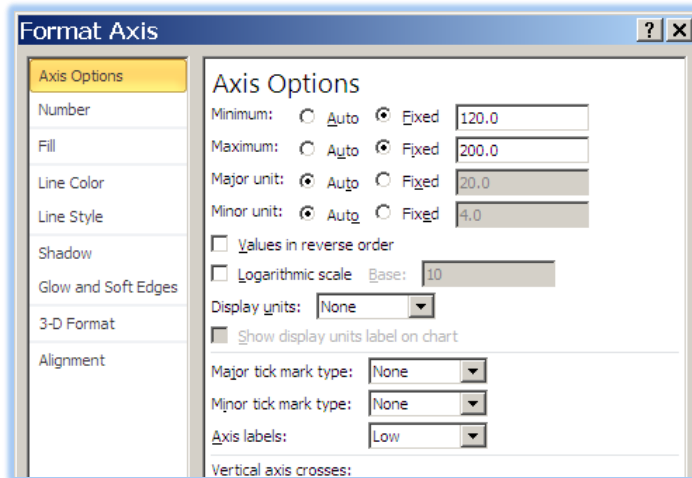 Format Axis
Axis Options
Number
Fill
Line Color
Line Style
Shadow
Glow and Soft Edges
3-D Format
Alignment
Axis Options
Minimum: Auto Fixed 120.0
Maximum: Auto Fixed 200.0
Major unit: Auto Fixed 20.0
Minor unit: Auto Fixed 4.0
Values in reverse order
Logarithmic scale Base: 10
Display units: None
Show display units label on chart
Major tick mark type: None
Minor tick mark type: None
Axis labels: Low
Vertical axis crosses: